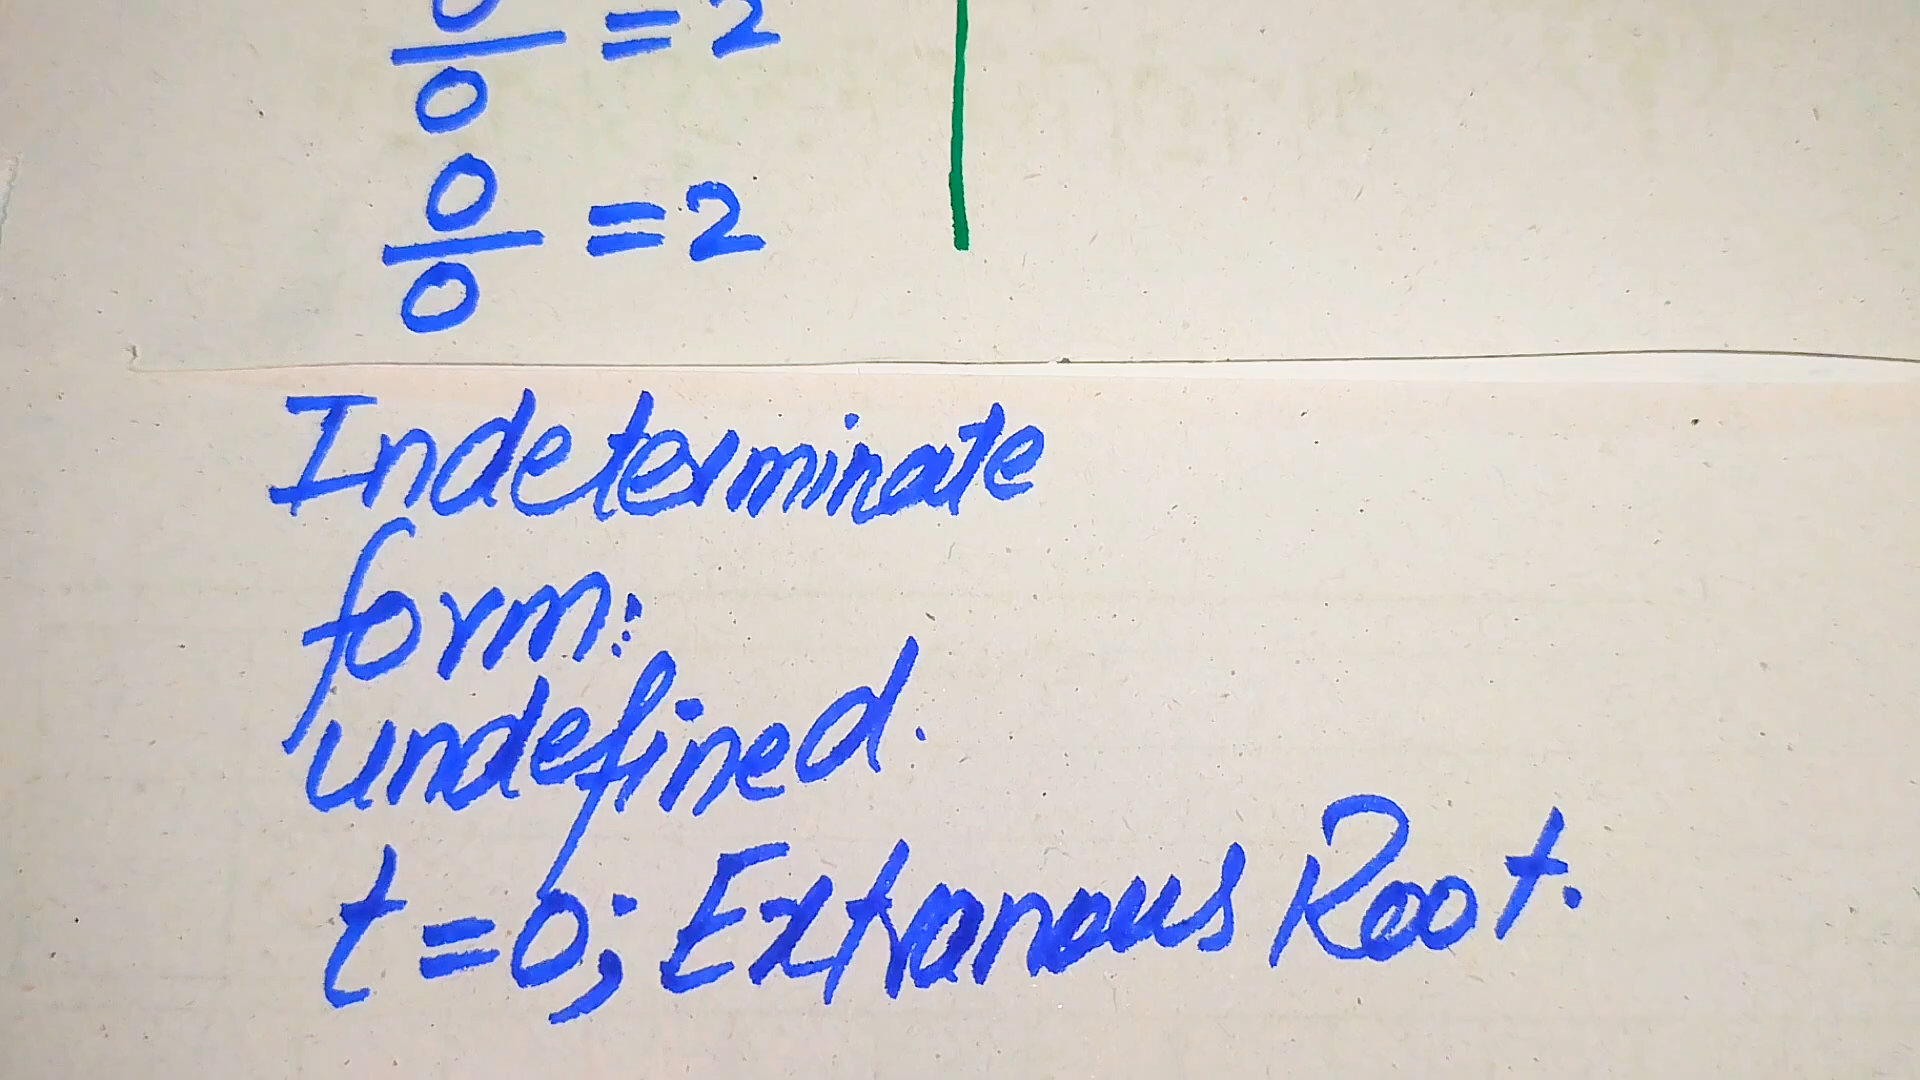 0/0 = 2
0/0 = 2
Indeterminate
form:
undefined.
t=0; Extranous Root.